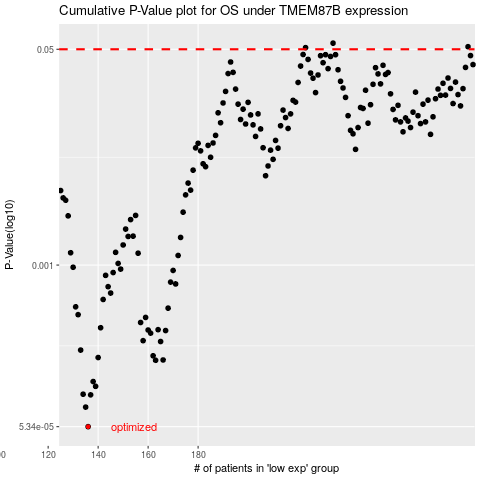 Cumulative P-Value plot for OS under TMEM87B expression
0.05
P-Value(log10)
0.001
5.34e-05
optimized
00 120 140 160 180
# of patients in 'low exp' group